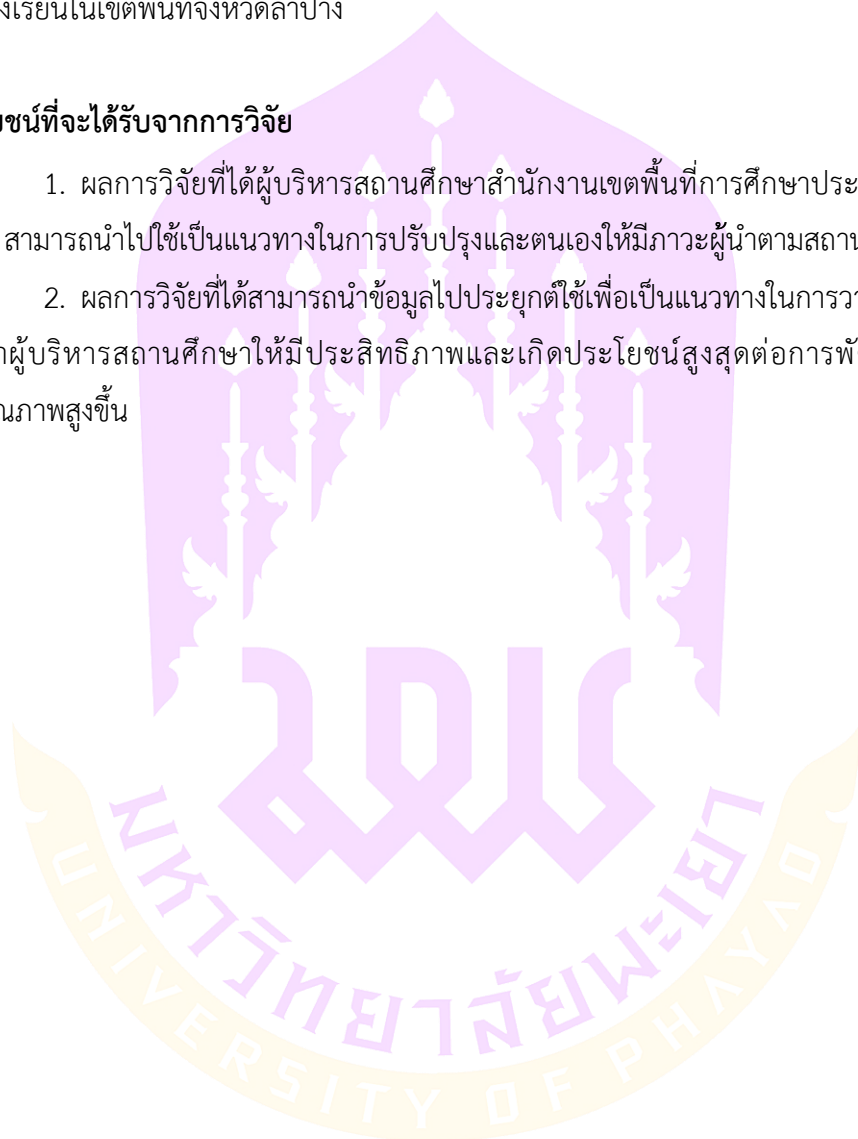 งเรียนในเขตพื้นที่จังหวัดลำปาง
ยชน์ที่จะได้รับจากการวิจัย
1. ผลการวิจัยที่ได้ผู้บริหารสถานศึกษาสำนักงานเขตพื้นที่การศึกษาประ
สามารถนำไปใช้เป็นแนวทางในการปรับปรุงและตนเองให้มีภาวะผู้นำตามสถาน
2. ผลการวิจัยที่ได้สามารถนำข้อมูลไปประยุกต์ใช้เพื่อเป็นแนวทางในการวา
าผู้บริหารสถานศึกษาให้มีประสิทธิภาพและเกิดประโยชน์สูงสุดต่อการพั
ณภาพสูงขึ้น
มหาวิทยาลัยพะเยา
UNIVERSITY OF PHAYAO